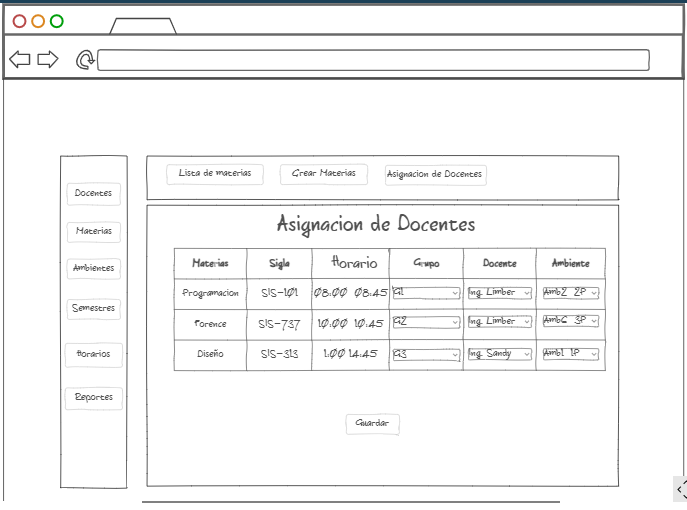 Lista de materias Crear Materias Asignacion de Docentes
Docentes
Materias
Ambientes
Semestres
Horarios
Reportes
Asignacion de Docentes
Materias Sigla Horario Grupo Docente Ambiente
Programacion SIS-101 08:00 08:45 G1 Ing. Limber Amb2 2P
Forence SIS-737 10:00 10:45 G2 Ing. Limber Amb6 3P
Diseño SIS-313 1:00 14:45 G3 Ing. Sandy Amb1 1P
Guardar